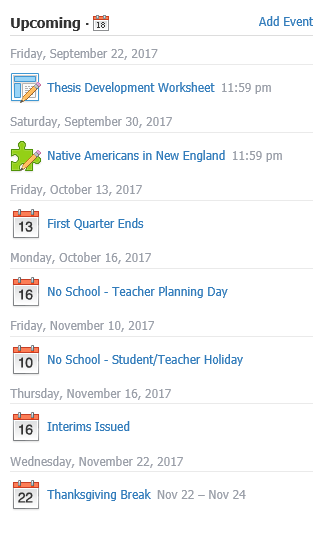 Upcoming · 18 Add Event
Friday, September 22, 2017
Thesis Development Worksheet 11:59 pm
Saturday, September 30, 2017
Native Americans in New England 11:59 pm
Friday, October 13, 2017
13 First Quarter Ends
Monday, October 16, 2017
16 No School - Teacher Planning Day
Friday, November 10, 2017
10 No School - Student/Teacher Holiday
Thursday, November 16, 2017
16 Interims Issued
Wednesday, November 22, 2017
22 Thanksgiving Break Nov 22 – Nov 24